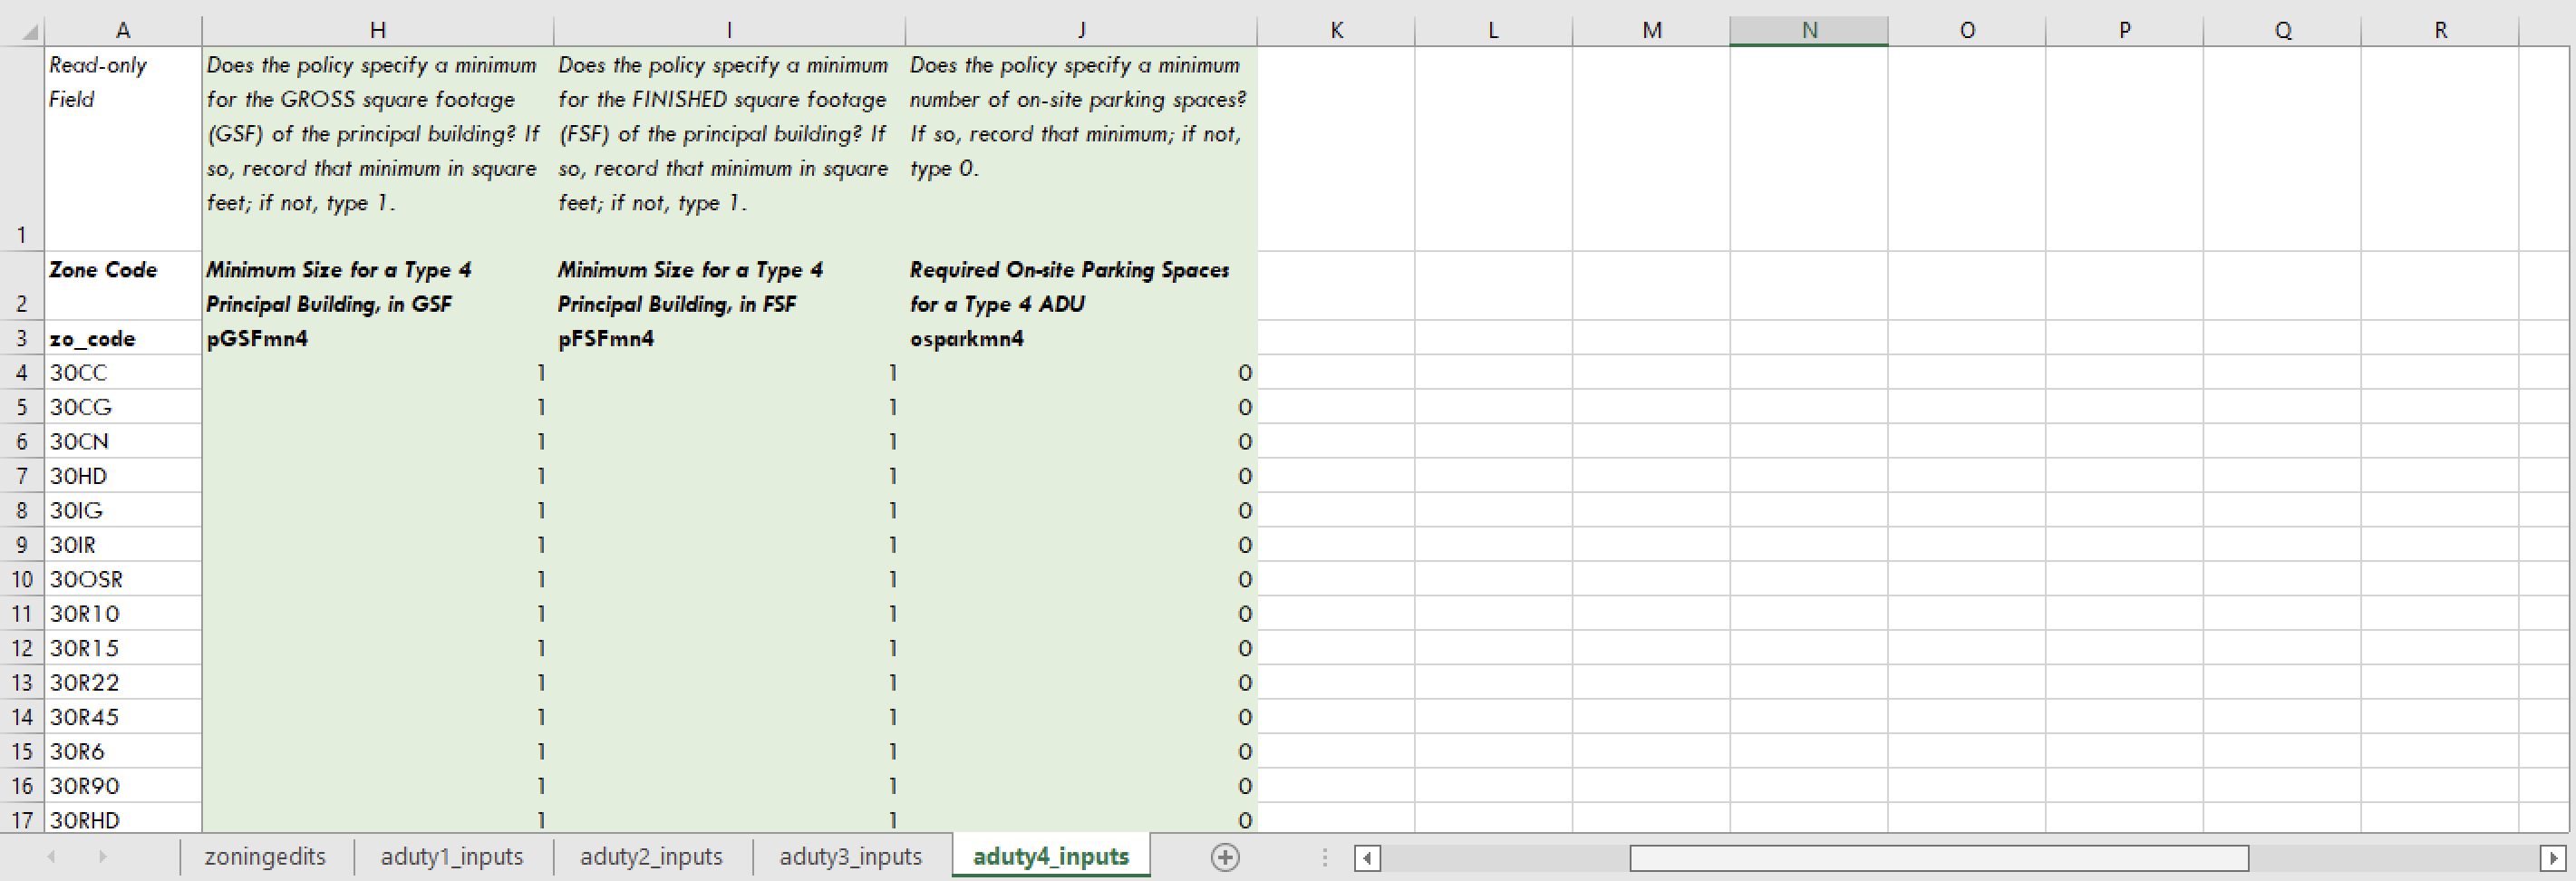 A H I J K L M N O P Q R
Read-only Does the policy specify a minimum Does the policy specify a minimum Does the policy specify a minimum
Field for the GROSS square footage for the FINISHED square footage number of on-site parking spaces?
(GSF) of the principal building? If (FSF) of the principal building? If If so, record that minimum; if not,
so, record that minimum in square so, record that minimum in square type 0.
feet; if not, type 1. feet; if not, type 1.
1
Zone Code Minimum Size for a Type 4 Minimum Size for a Type 4 Required On-site Parking Spaces
2 Principal Building, in GSF Principal Building, in FSF for a Type 4 ADU
3 zo_code pGSFmn4 pFSFmn4 osparkmn4
4 30CC 1 1 0
5 30CG 1 1 0
6 30CN 1 1 0
7 30HD 1 1 0
8 30IG 1 1 0
9 30IR 1 1 0
10 30OSR 1 1 0
11 30R10 1 1 0
12 30R15 1 1 0
13 30R22 1 1 0
14 30R45 1 1 0
15 30R6 1 1 0
16 30R90 1 1 0
17 30RHD 1 1 0
zoningedits aduty1_inputs aduty2_inputs aduty3_inputs aduty4_inputs